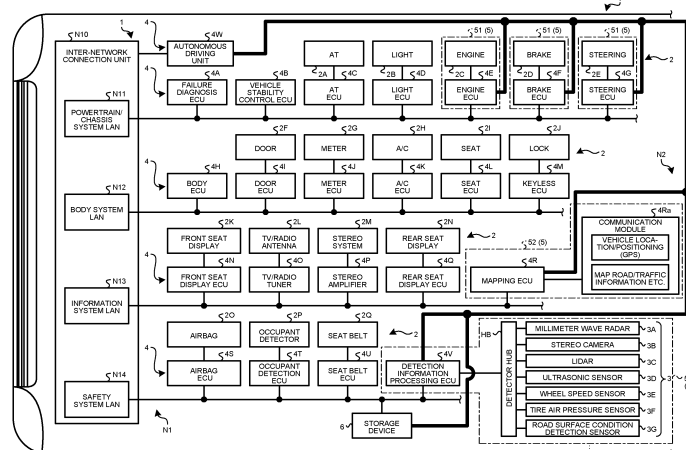 N10
1
4
4W
51 (5)
51 (5)
51 (5)
INTER-NETWORK
CONNECTION UNIT
AUTONOMOUS
DRIVING
UNIT
AT
LIGHT
ENGINE
BRAKE
STEERING
2
4
4A
4B
2A
4C
2B
4D
2C
4E
2D
4F
2E
4G
FAILURE
DIAGNOSIS
ECU
VEHICLE
STABILITY
CONTROL ECU
AT
ECU
LIGHT
ECU
ENGINE
ECU
BRAKE
ECU
STEERING
ECU
N11
POWERTRAIN/
CHASSIS
SYSTEM LAN
2F
2G
2H
2I
2J
DOOR
METER
A/C
SEAT
LOCK
2
N2
4
4H
4I
4J
4K
4L
4M
BODY
ECU
DOOR
ECU
METER
ECU
A/C
ECU
SEAT
ECU
KEYLESS
ECU
N12
BODY SYSTEM
LAN
4Ra
COMMUNICATION
MODULE
VEHICLE LOCA-
TION/POSITIONING
(GPS)
MAP ROAD/TRAFFIC
INFORMATION ETC.
2K
2L
2M
2N
FRONT SEAT
DISPLAY
TV/RADIO
ANTENNA
STEREO
SYSTEM
REAR SEAT
DISPLAY
2
52 (5)
4
4N
4O
4P
4Q
4R
FRONT SEAT
DISPLAY ECU
TV/RADIO
TUNER
STEREO
AMPLIFIER
REAR SEAT
DISPLAY ECU
MAPPING ECU
N13
INFORMATION
SYSTEM LAN
2O
2P
2Q
AIRBAG
OCCUPANT
DETECTOR
SEAT BELT
2
4
4S
4T
4U
4V
AIRBAG
ECU
OCCUPANT
DETECTION
ECU
SEAT BELT
ECU
DETECTION
INFORMATION
PROCESSING ECU
HB
DETECTOR HUB
MILLIMETER WAVE RADAR
3A
STEREO CAMERA
3B
LIDAR
3C
ULTRASONIC SENSOR
3D
3
WHEEL SPEED SENSOR
3E
TIRE AIR PRESSURE SENSOR
3F
ROAD SURFACE CONDITION
DETECTION SENSOR
3G
N14
SAFETY
SYSTEM LAN
N1
6
STORAGE
DEVICE